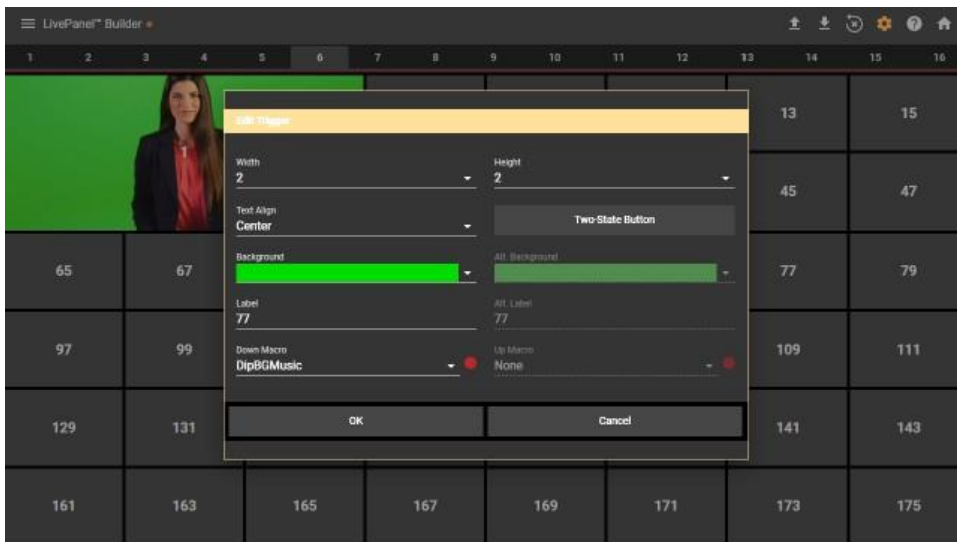 LivePanel™ Builder
1 2 3 4 5 6 7 8 9 10 11 12 13 14 15 16
Edit Trigger
13 15
Width Height
2 2
45 47
Text Align
Center Two-State Button
Background Alt. Background
65 67 77 79
Label Alt. Label
77 77
97 99 109 111
Down Macro Up Macro
DipBGMusic None
OK Cancel
129 131 141 143
161 163 165 167 169 171 173 175